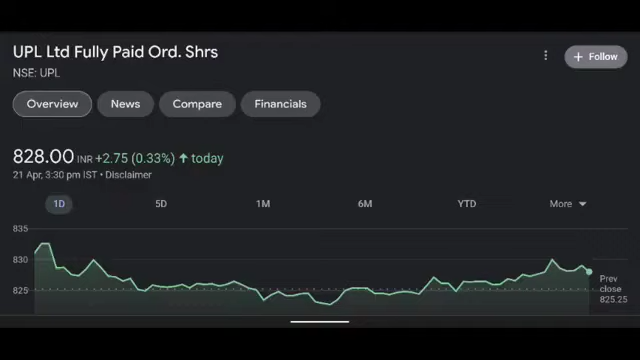 UPL Ltd Fully Paid Ord. Shrs
NSE: UPL
+ Follow
Overview
News
Compare
Financials
828.00 INR +2.75 (0.33%) ↑ today
21 Apr, 3:30 pm IST • Disclaimer
1D
5D
1M
6M
YTD
More
835
830
825
Prev
close
825.25